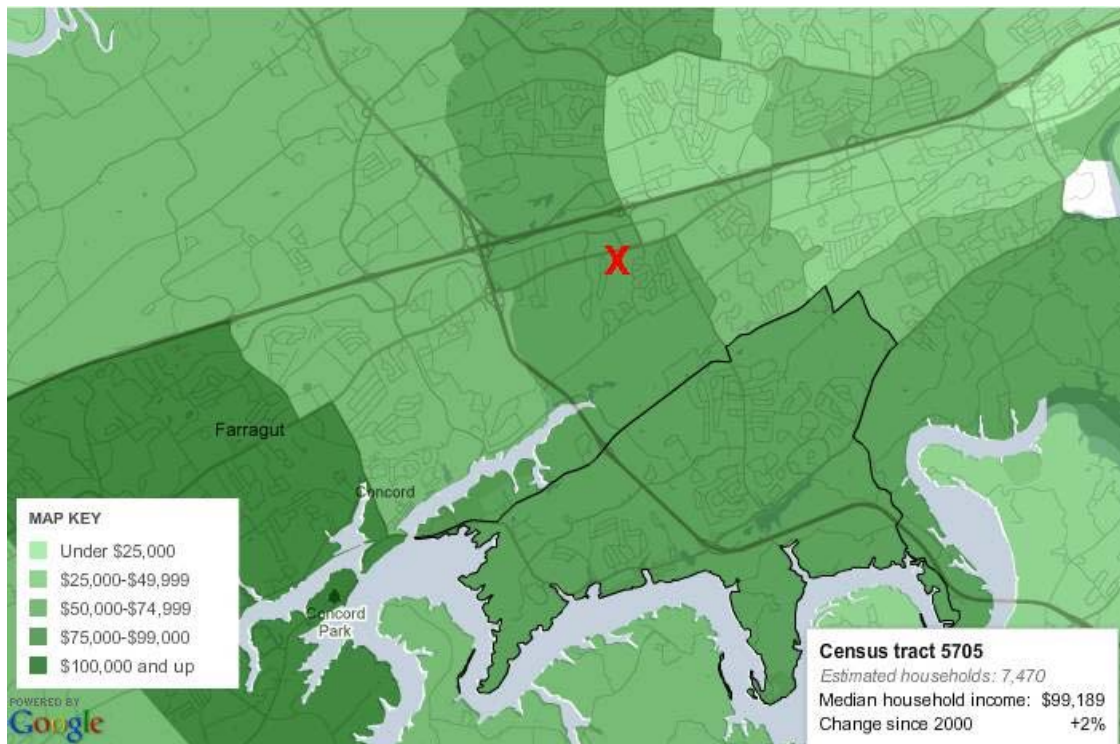 X
Farragut
Concord
Concord
Park
MAP KEY
Under $25,000
$25,000-$49,999
$50,000-$74,999
$75,000-$99,000
$100,000 and up
POWERED BY
Google
Census tract 5705
Estimated households: 7,470
Median household income: $99,189
Change since 2000 +2%